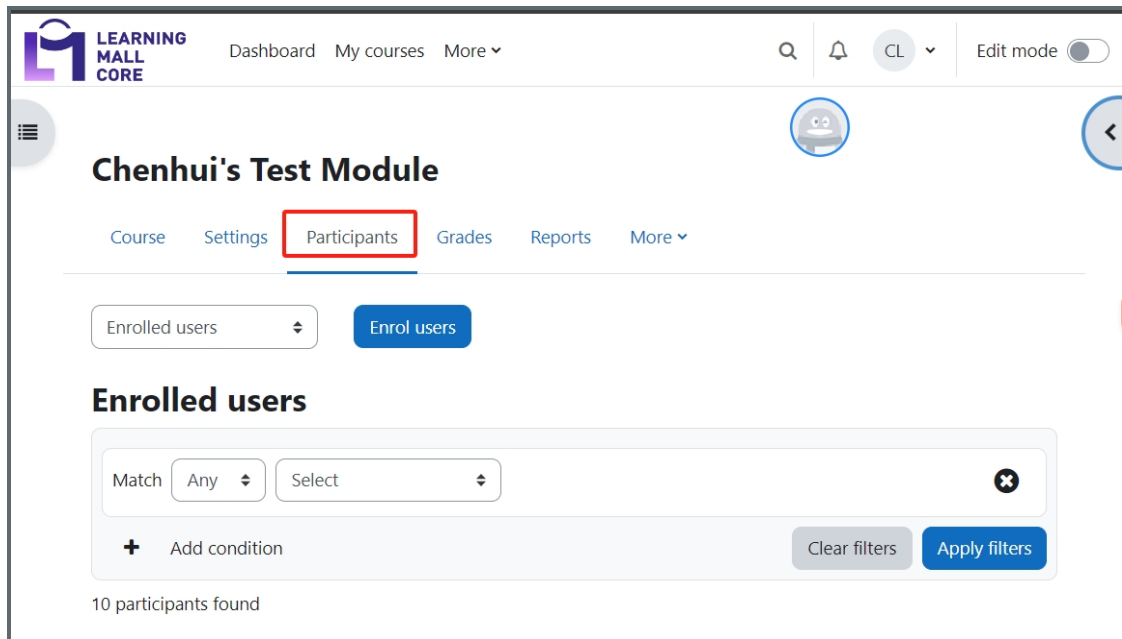 LEARNING
MALL
CORE
Dashboard My courses More CL Edit mode
Chenhui's Test Module
Course Settings Participants Grades Reports More
Enrolled users Enrol users
Enrolled users
Match Any Select
Add condition Clear filters Apply filters
10 participants found